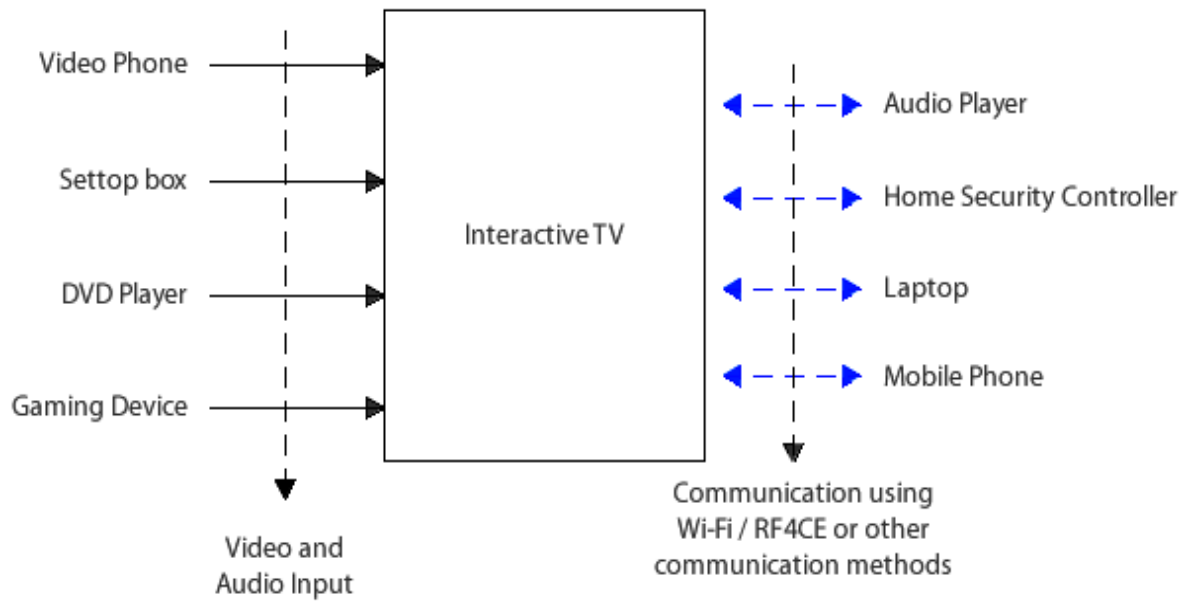 Video Phone
Settop box
DVD Player
Gaming Device
Video and
Audio Input
Interactive TV
Audio Player
Home Security Controller
Laptop
Mobile Phone
Communication using
Wi-Fi / RF4CE or other
communication methods